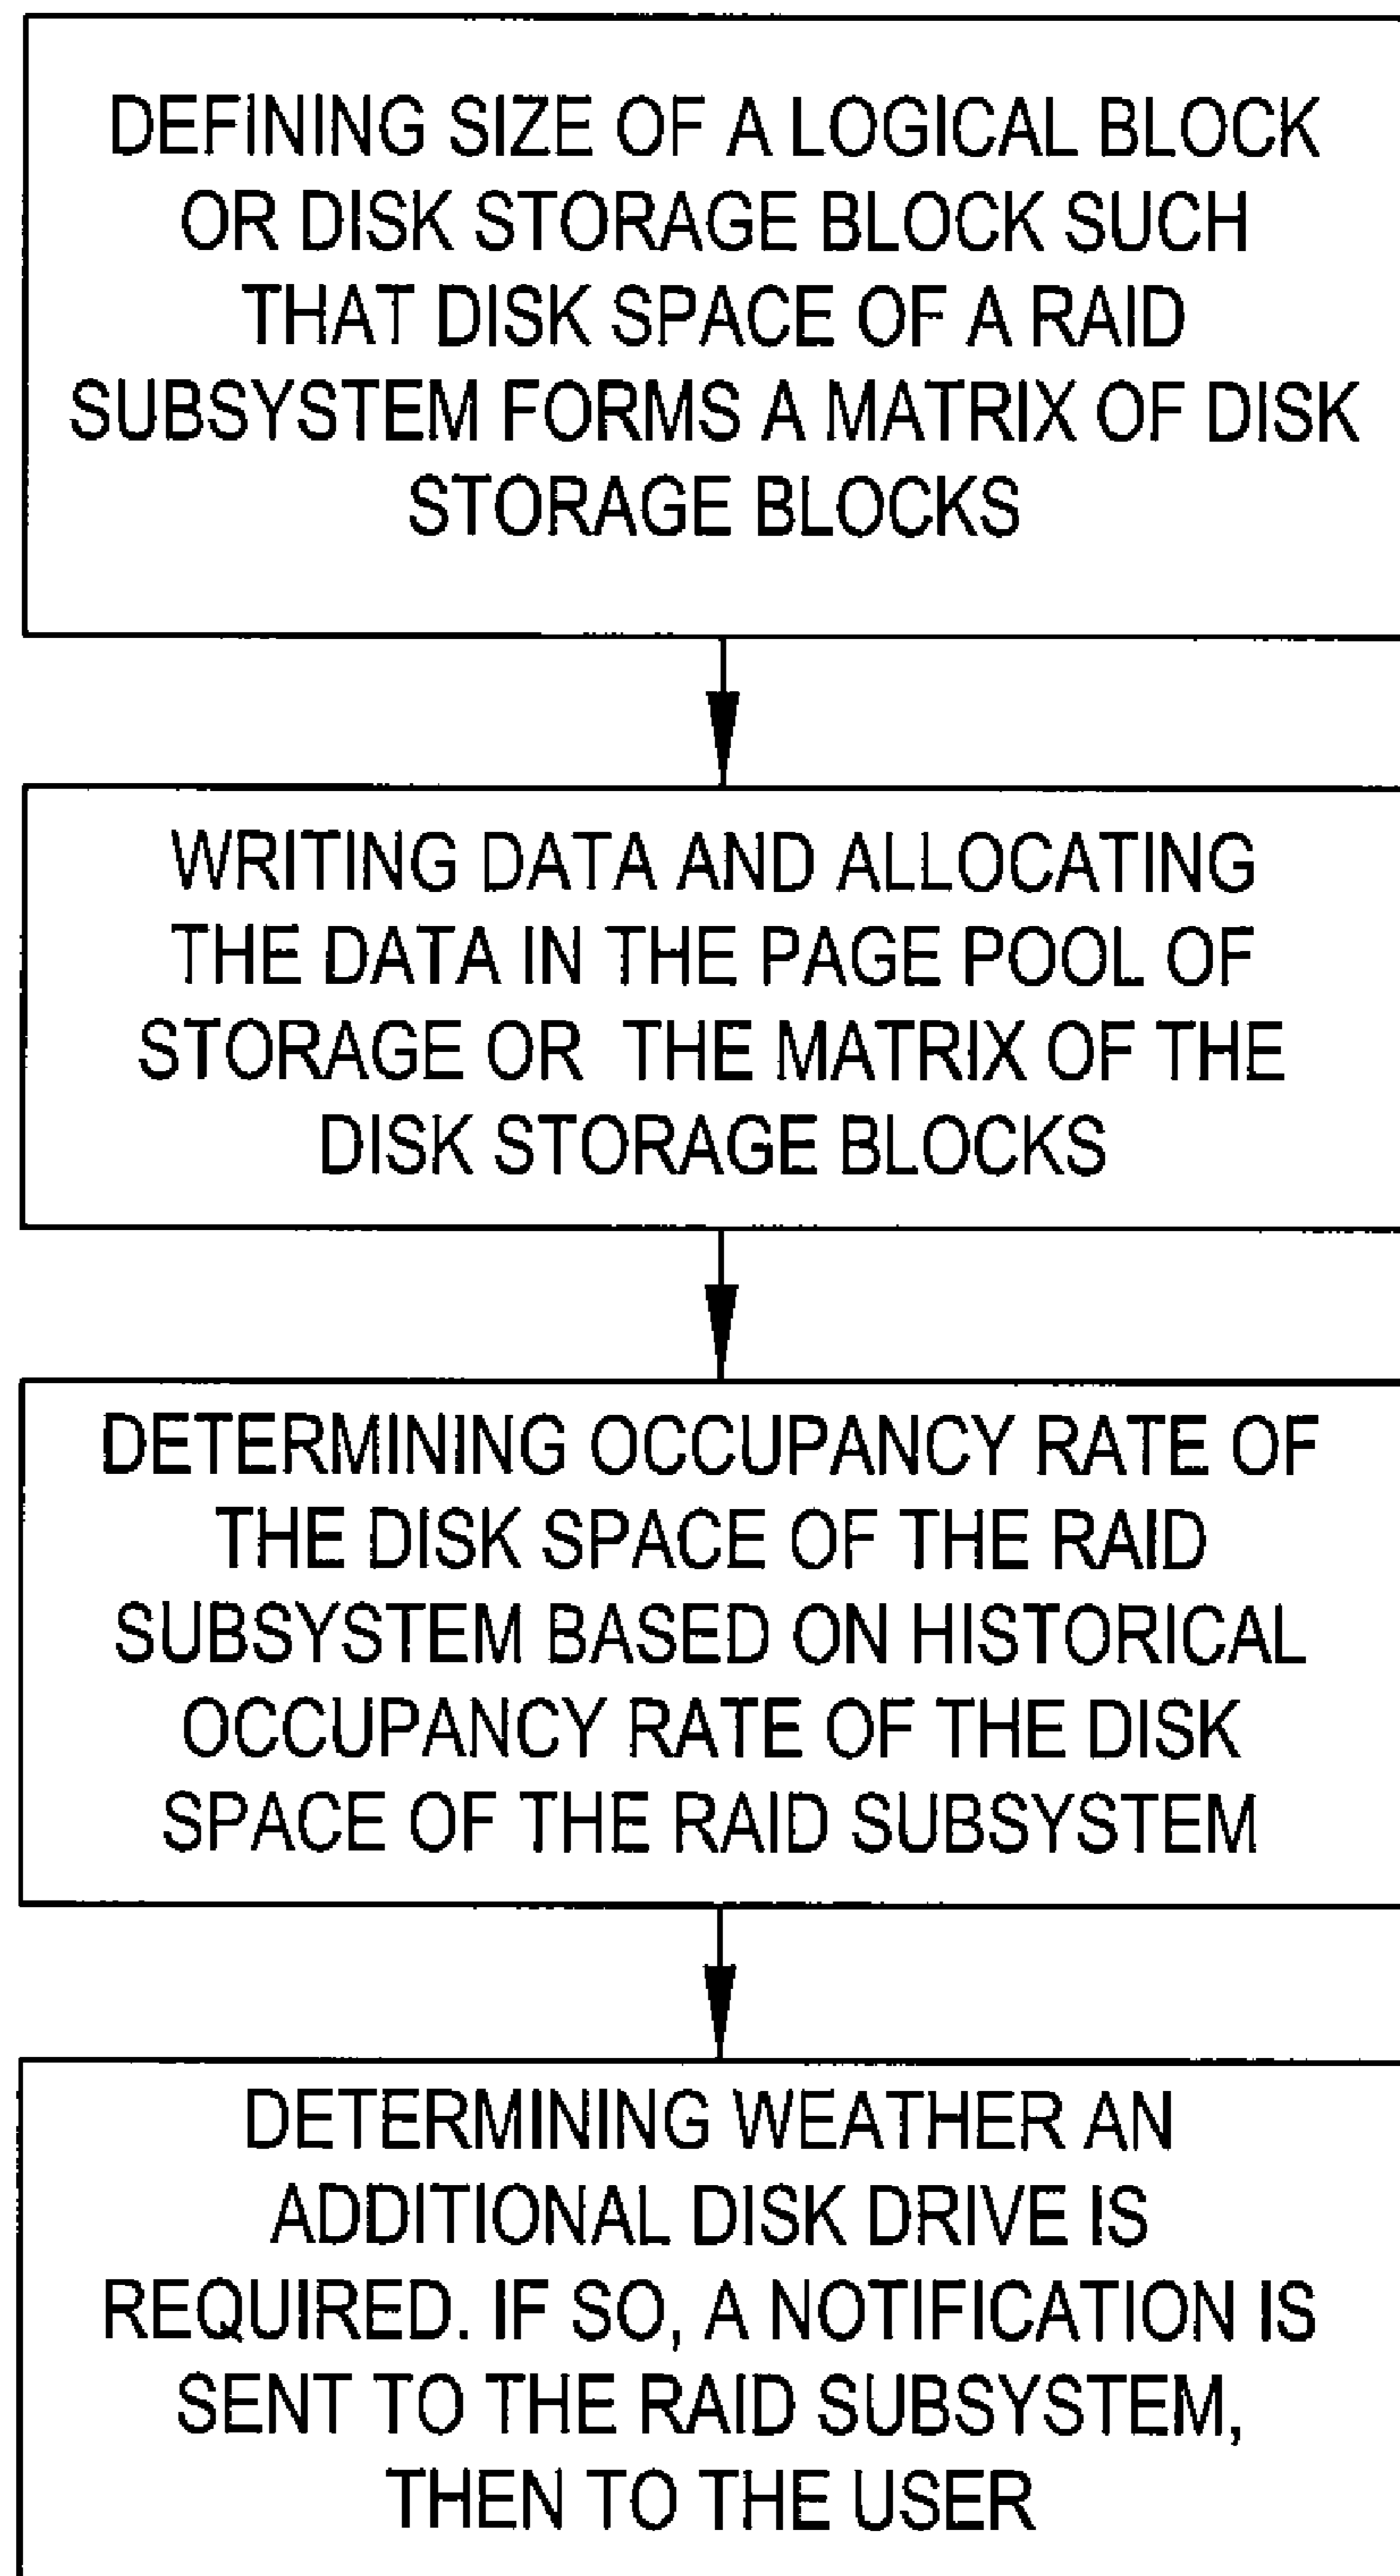 DEFINING SIZE OF A LOGICAL BLOCK
OR DISK STORAGE BLOCK SUCH
THAT DISK SPACE OF A RAID
SUBSYSTEM FORMS A MATRIX OF DISK
STORAGE BLOCKS
WRITING DATA AND ALLOCATING
THE DATA IN THE PAGE POOL OF
STORAGE OR THE MATRIX OF THE
DISK STORAGE BLOCKS
DETERMINING OCCUPANCY RATE OF
THE DISK SPACE OF THE RAID
SUBSYSTEM BASED ON HISTORICAL
OCCUPANCY RATE OF THE DISK
SPACE OF THE RAID SUBSYSTEM
DETERMINING WEATHER AN
ADDITIONAL DISK DRIVE IS
REQUIRED. IF SO, A NOTIFICATION IS
SENT TO THE RAID SUBSYSTEM,
THEN TO THE USER